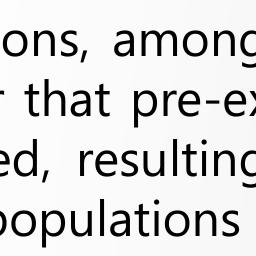 ons, among
r that pre-ex
ed, resulting
populations